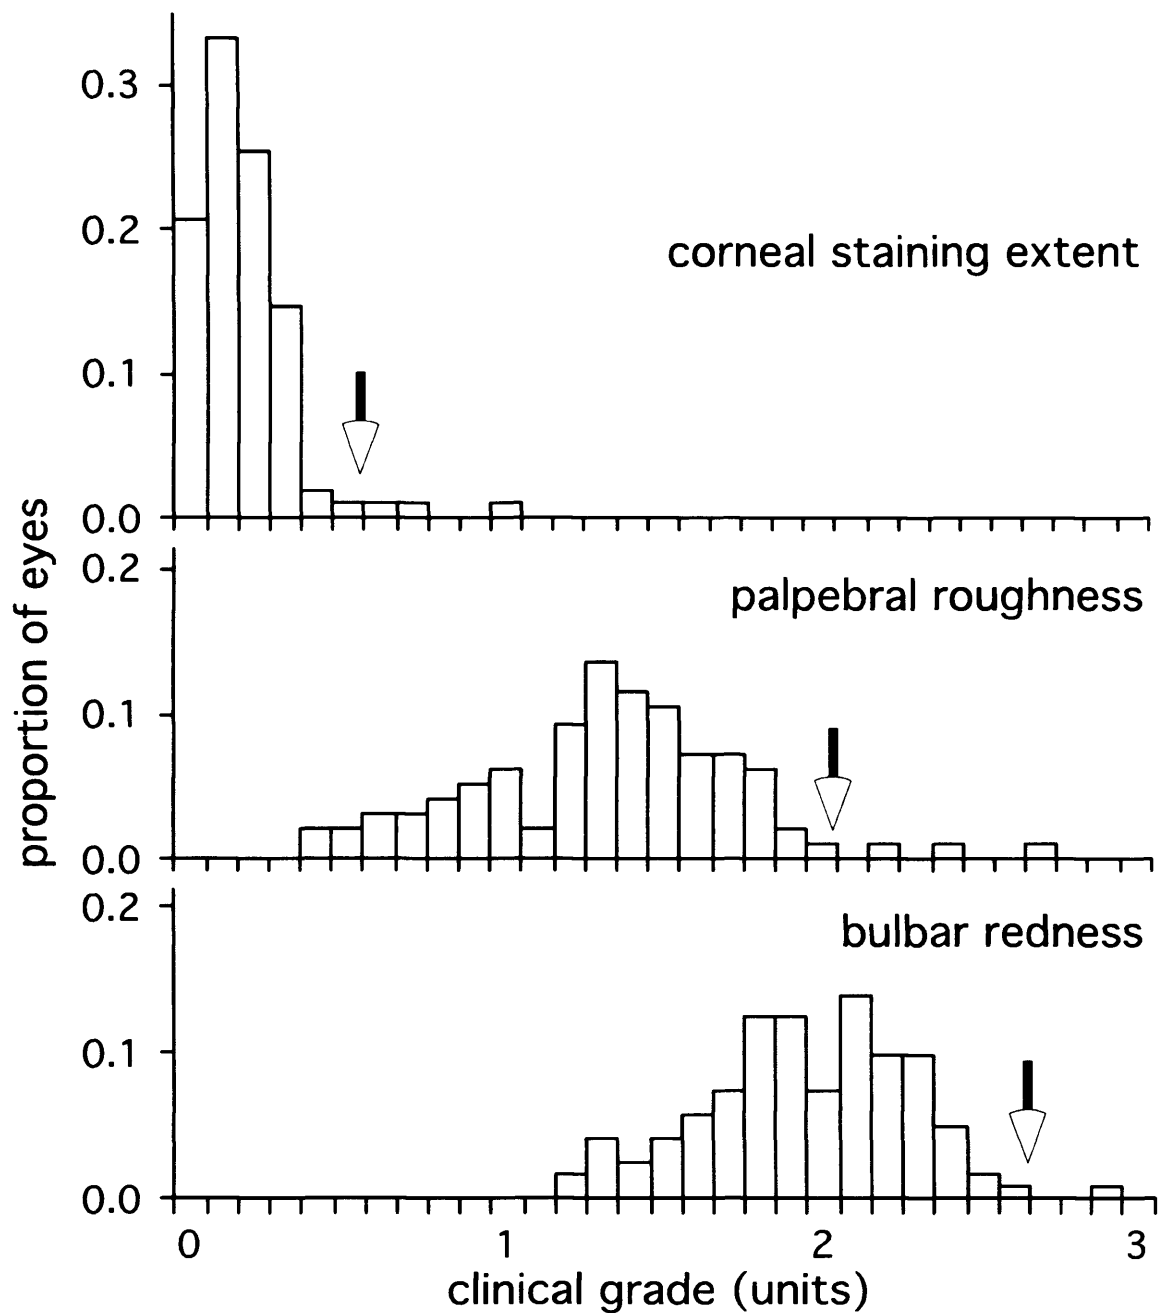 0.3
0.2
corneal staining extent
0.1
0.0
0.2
palpebral roughness
0.1
0.0
proportion of eyes
0.2
bulbar redness
0.1
0.0
0 1 2 3
clinical grade (units)